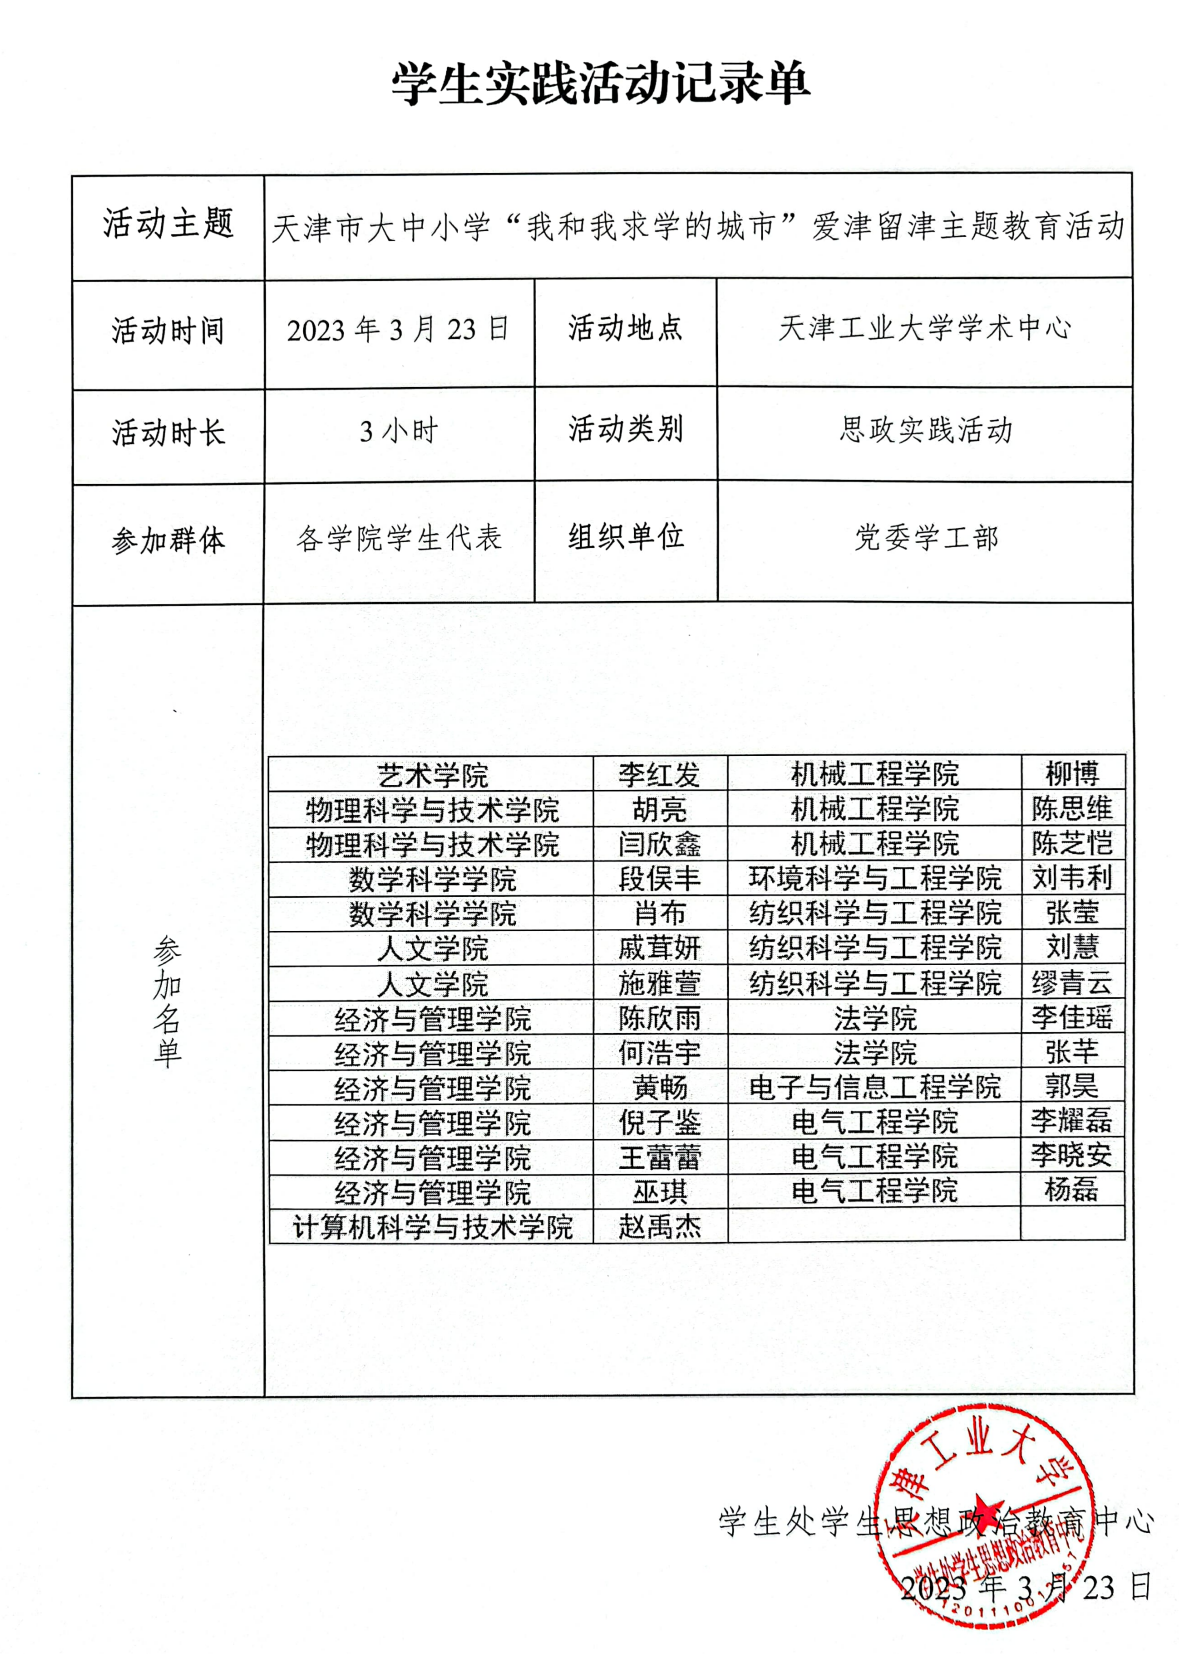 学生实践活动记录单
活动主题 天津市大中小学“我和我求学的城市”爱津留津主题教育活动
活动时间 2023 年 3 月 23 日 活动地点 天津工业大学学术中心
活动时长 3 小时 活动类别 思政实践活动
参加群体 各学院学生代表 组织单位 党委学工部
参加名单
艺术学院 李红发 机械工程学院 柳博
物理科学与技术学院 胡亮 机械工程学院 陈思维
物理科学与技术学院 闫欣鑫 机械工程学院 陈芝恺
数学科学学院 段俣丰 环境科学与工程学院 刘韦利
数学科学学院 肖布 纺织科学与工程学院 张莹
人文学院 戚茸妍 纺织科学与工程学院 刘慧
人文学院 施雅萱 纺织科学与工程学院 缪青云
经济与管理学院 陈欣雨 法学院 李佳瑶
经济与管理学院 何浩宇 法学院 张芊
经济与管理学院 黄畅 电子与信息工程学院 郭昊
经济与管理学院 倪子鉴 电气工程学院 李耀磊
经济与管理学院 王蕾蕾 电气工程学院 李晓安
经济与管理学院 巫琪 电气工程学院 杨磊
计算机科学与技术学院 赵禹杰
天津工业大学
学生处学生思想政治教育中心
学生处学生思想政治教育中心
2023 年 3 月 23 日